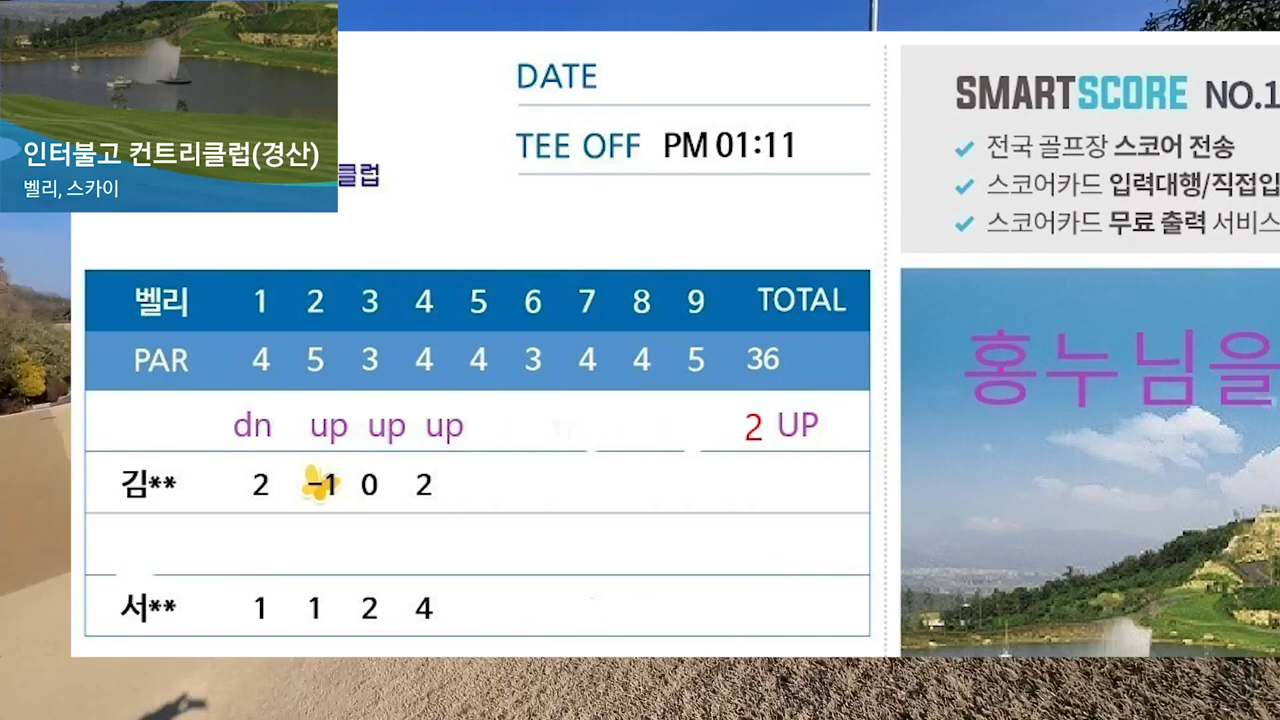 인터불고 컨트리클럽(경산)
벨리, 스카이
클럽
DATE
TEE OFF PM 01:11
SMARTSCORE NO.1
전국 골프장 스코어 전송
스코어카드 입력대행/직접입
스코어카드 무료 출력 서비스
벨리 1 2 3 4 5 6 7 8 9 TOTAL
PAR 4 5 3 4 4 3 4 4 5 36
dn up up up 2 UP
김** 2 -1 0 2
서** 1 1 2 4
홍누님을